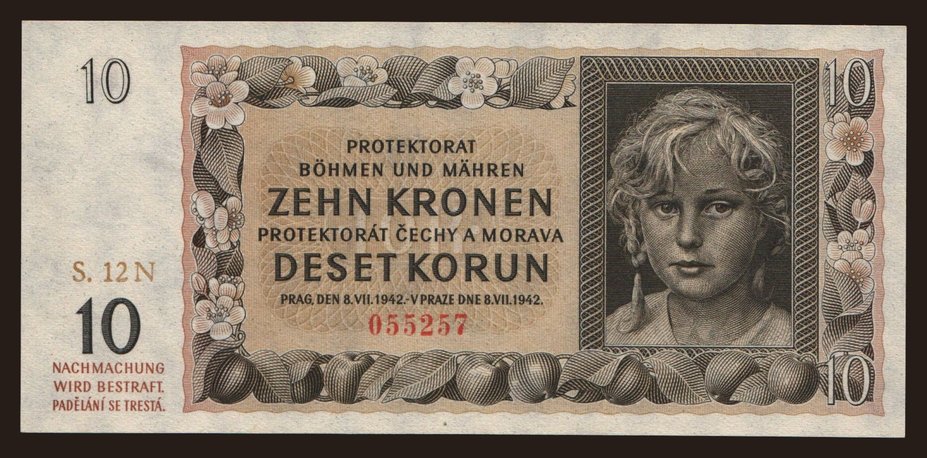 10
10
PROTEKTORAT
BÖHMEN UND MÄHREN
ZEHN KRONEN
PROTEKTORÁT ČECHY A MORAVA
DESET KORUN
PRAG, DEN 8.VII.1942.-V PRAZE DNE 8.VII.1942.
055257
S. 12 N
10
NACHMACHUNG
WIRD BESTRAFT.
PADĚLÁNÍ SE TRESTÁ.
10